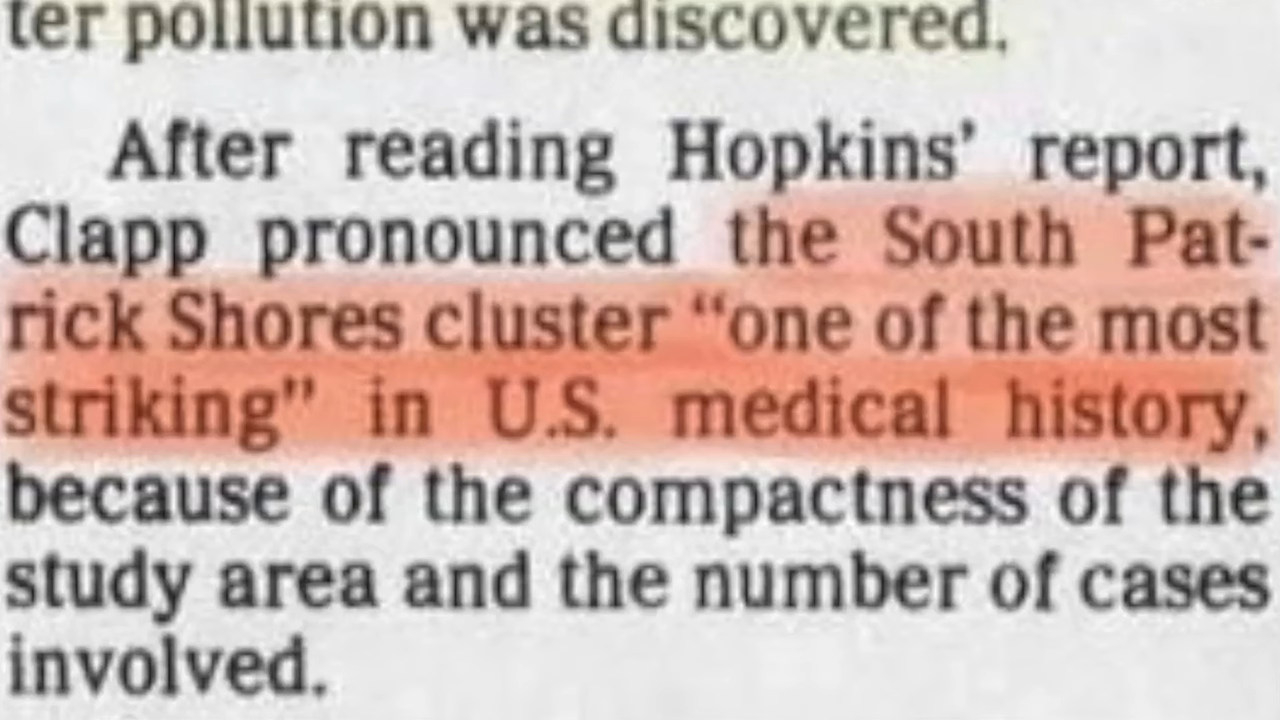 ter pollution was discovered.
After reading Hopkins’ report,
Clapp pronounced the South Pat-
rick Shores cluster “one of the most
striking” in U.S. medical history,
because of the compactness of the
study area and the number of cases
involved.